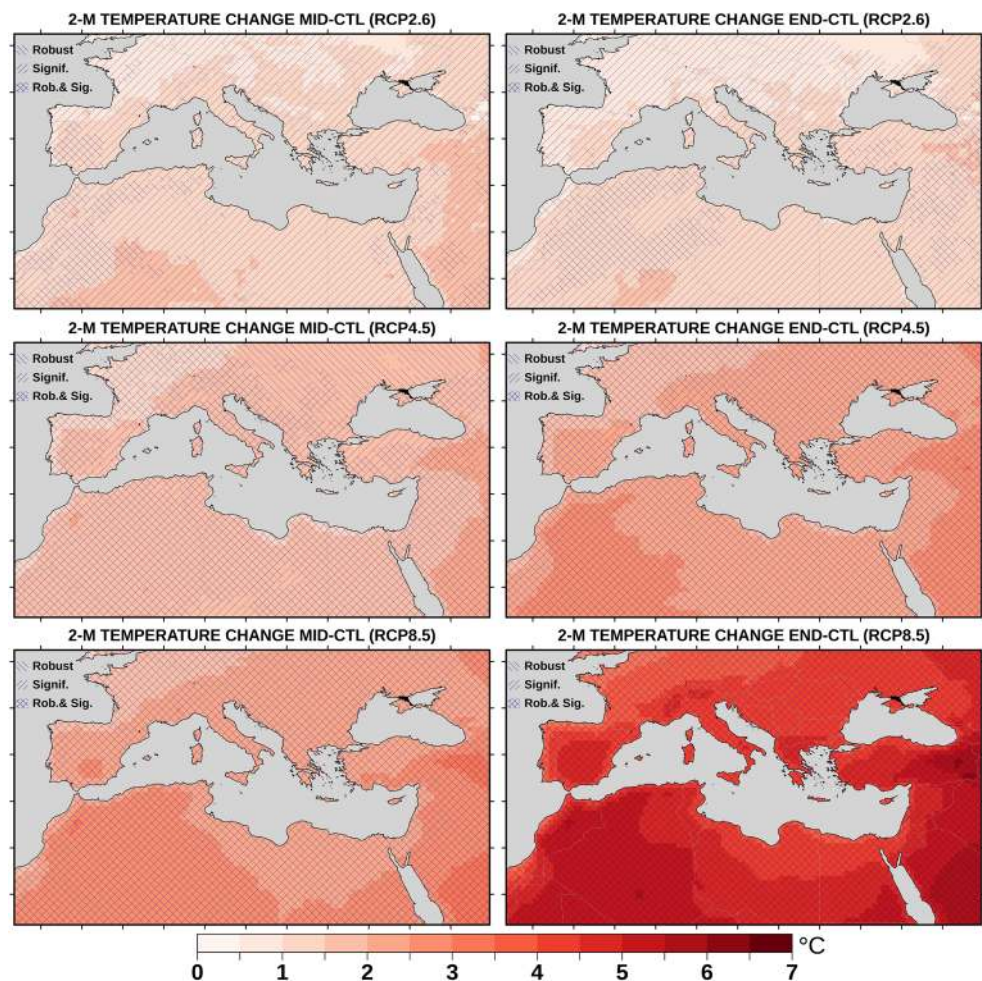 2-M TEMPERATURE CHANGE MID-CTL (RCP2.6)
2-M TEMPERATURE CHANGE END-CTL (RCP2.6)
Robust
Signif.
Rob.& Sig.
Robust
Signif.
Rob.& Sig.
2-M TEMPERATURE CHANGE MID-CTL (RCP4.5)
2-M TEMPERATURE CHANGE END-CTL (RCP4.5)
Robust
Signif.
Rob.& Sig.
Robust
Signif.
Rob.& Sig.
2-M TEMPERATURE CHANGE MID-CTL (RCP8.5)
2-M TEMPERATURE CHANGE END-CTL (RCP8.5)
Robust
Signif.
Rob.& Sig.
Robust
Signif.
Rob.& Sig.
°C
0 1 2 3 4 5 6 7